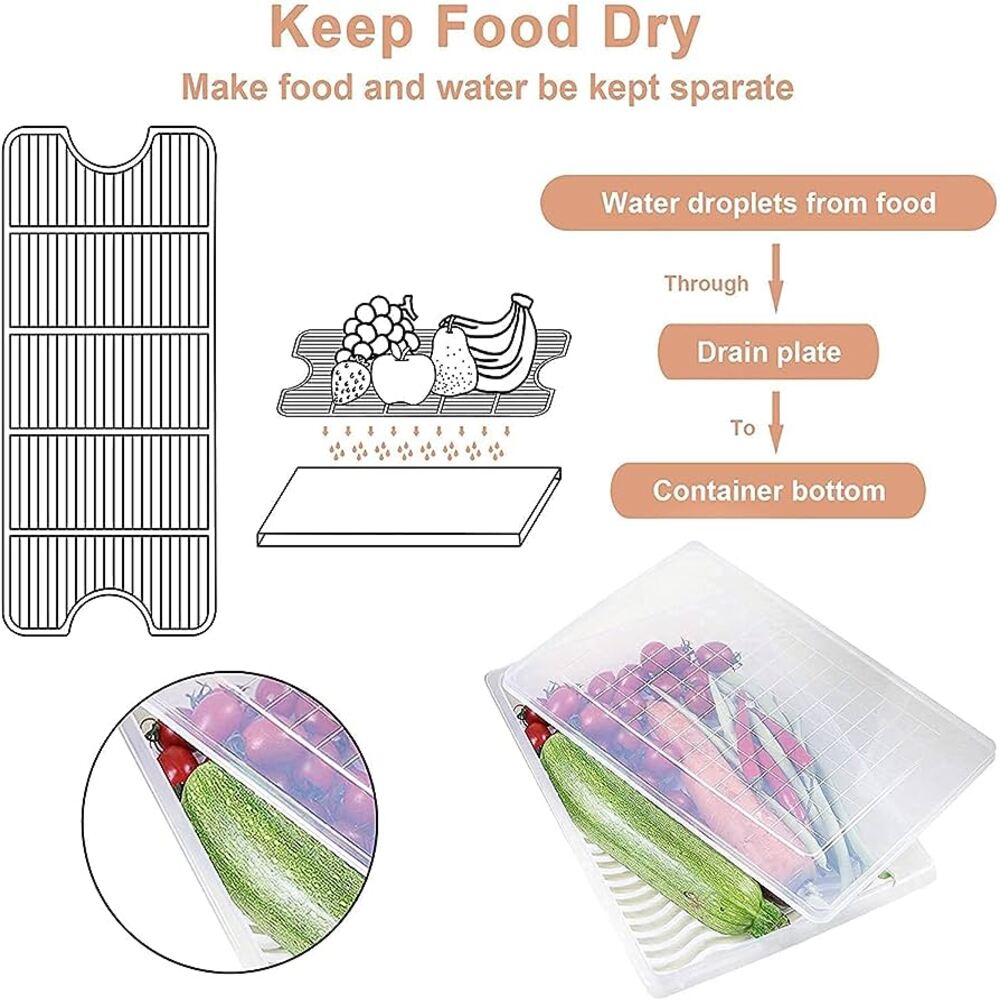 Keep Food Dry
Make food and water be kept sparate
Water droplets from food
Through
Drain plate
To
Container bottom